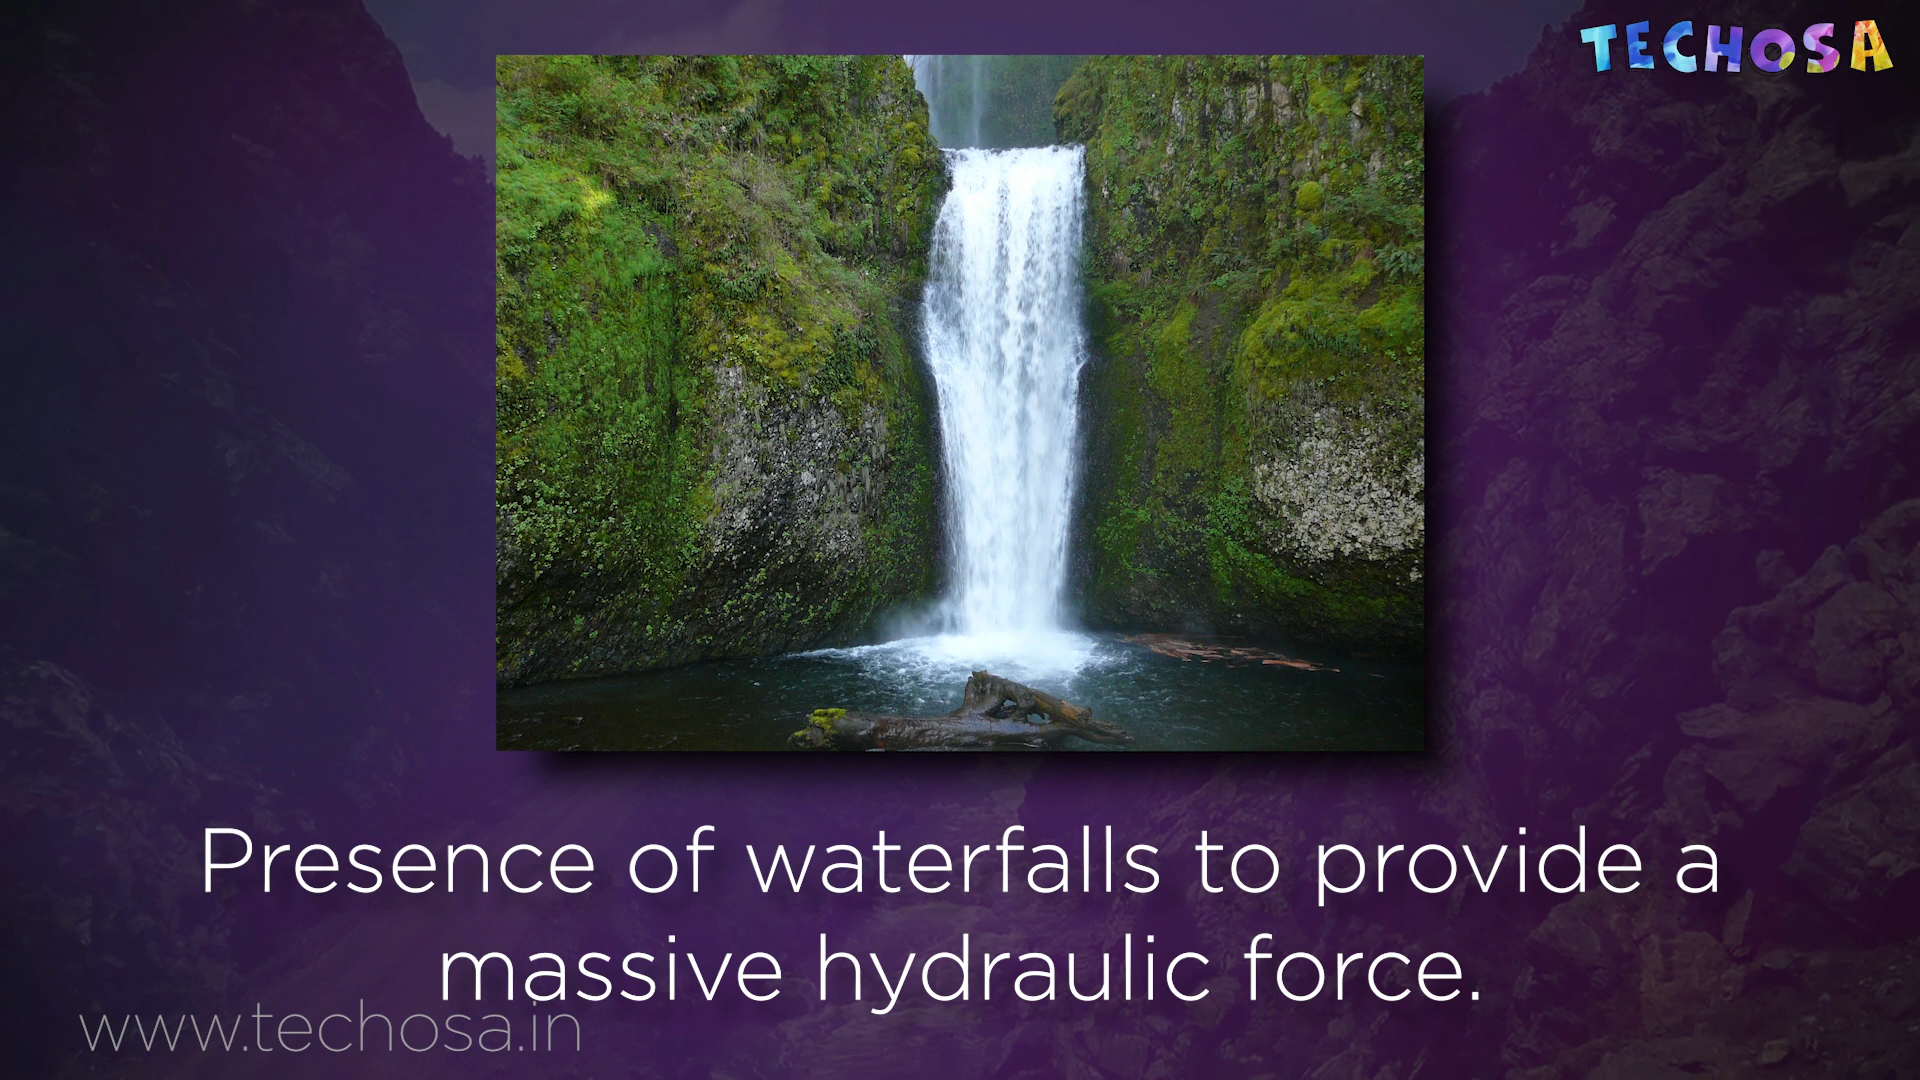 TECHOSA
Presence of waterfalls to provide a
massive hydraulic force.
www.techosa.in